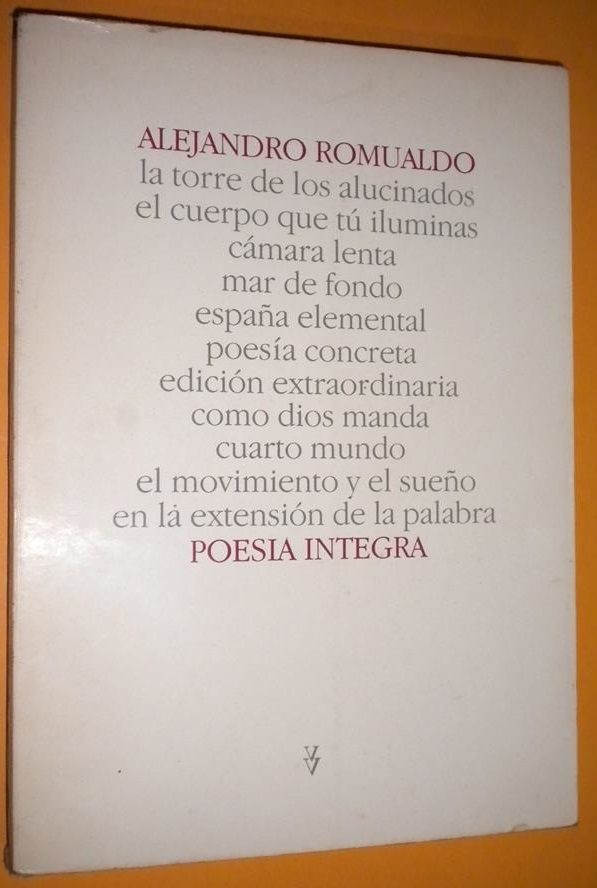 ALEJANDRO ROMUALDO
la torre de los alucinados
el cuerpo que tú iluminas
cámara lenta
mar de fondo
españa elemental
poesía concreta
edición extraordinaria
como dios manda
cuarto mundo
el movimiento y el sueño
en la extensión de la palabra
POESIA INTEGRA
VV